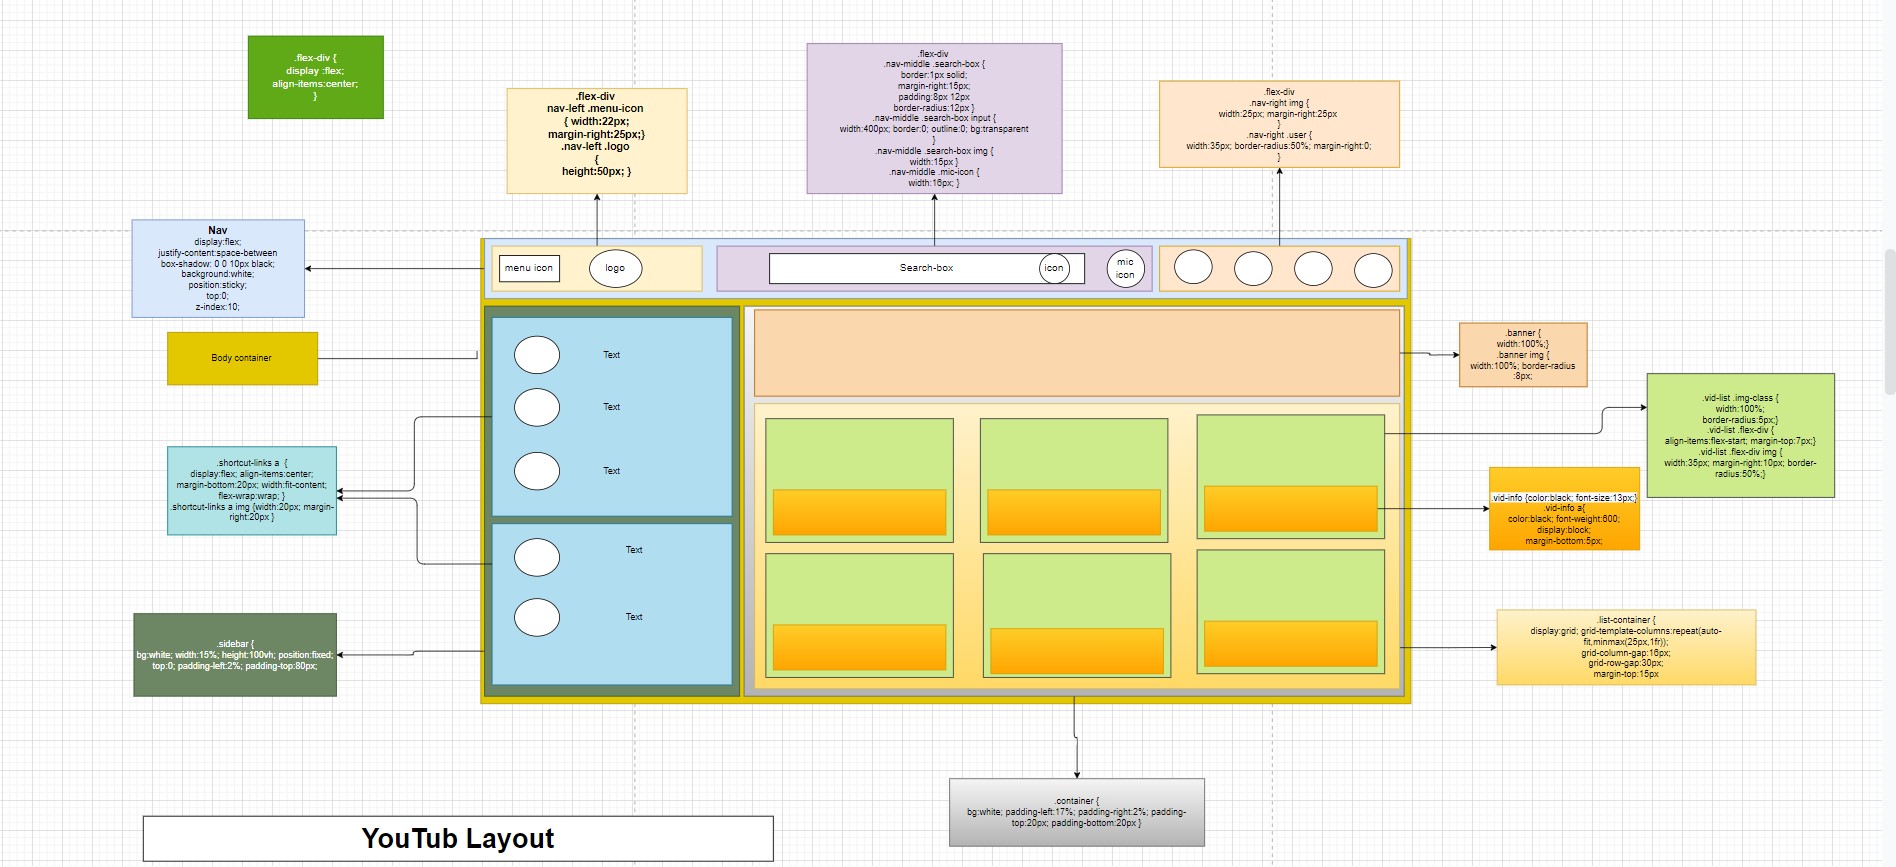 .flex-div {
display :flex;
align-items:center;
}
.flex-div
nav-left .menu-icon
{ width:22px;
margin-right:25px;}
.nav-left .logo
{
height:50px; }
.flex-div
.nav-middle .search-box {
border:1px solid;
margin-right:15px;
padding:8px 12px
border-radius:12px }
.nav-middle .search-box input {
width:400px; border:0; outline:0; bg:transparent
}
.nav-middle .search-box img {
width:15px }
.nav-middle .mic-icon {
width:16px; }
.flex-div
.nav-right img {
width:25px; margin-right:25px
}
.nav-right .user {
width:35px; border-radius:50%; margin-right:0;
}
Nav
display:flex;
justify-content:space-between
box-shadow: 0 0 10px black;
background:white;
position:sticky;
top:0;
z-index:10;
menu icon
logo
Search-box
icon
mic
icon
Body container
Text
Text
Text
Text
Text
.banner {
width:100%;}
.banner img {
width:100%; border-radius
:8px;
.vid-list .img-class {
width:100%;
border-radius:5px;}
.vid-list .flex-div {
align-items:flex-start; margin-top:7px;}
.vid-list .flex-div img {
width:35px; margin-right:10px; border-
radius:50%;}
.shortcut-links a {
display:flex; align-items:center;
margin-bottom:20px; width:fit-content;
flex-wrap:wrap; }
.shortcut-links a img {width:20px; margin-
right:20px }
.vid-info {color:black; font-size:13px;}
.vid-info a{
color:black; font-weight:600;
display:block;
margin-bottom:5px;
.sidebar {
bg:white; width:15%; height:100vh; position:fixed;
top:0; padding-left:2%; padding-top:80px;
.list-container {
display:grid; grid-template-columns:repeat(auto-
fit,minmax(25px,1fr));
grid-column-gap:16px;
grid-row-gap:30px;
margin-top:15px
.container {
bg:white; padding-left:17%; padding-right:2%; padding-
top:20px; padding-bottom:20px }
YouTub Layout